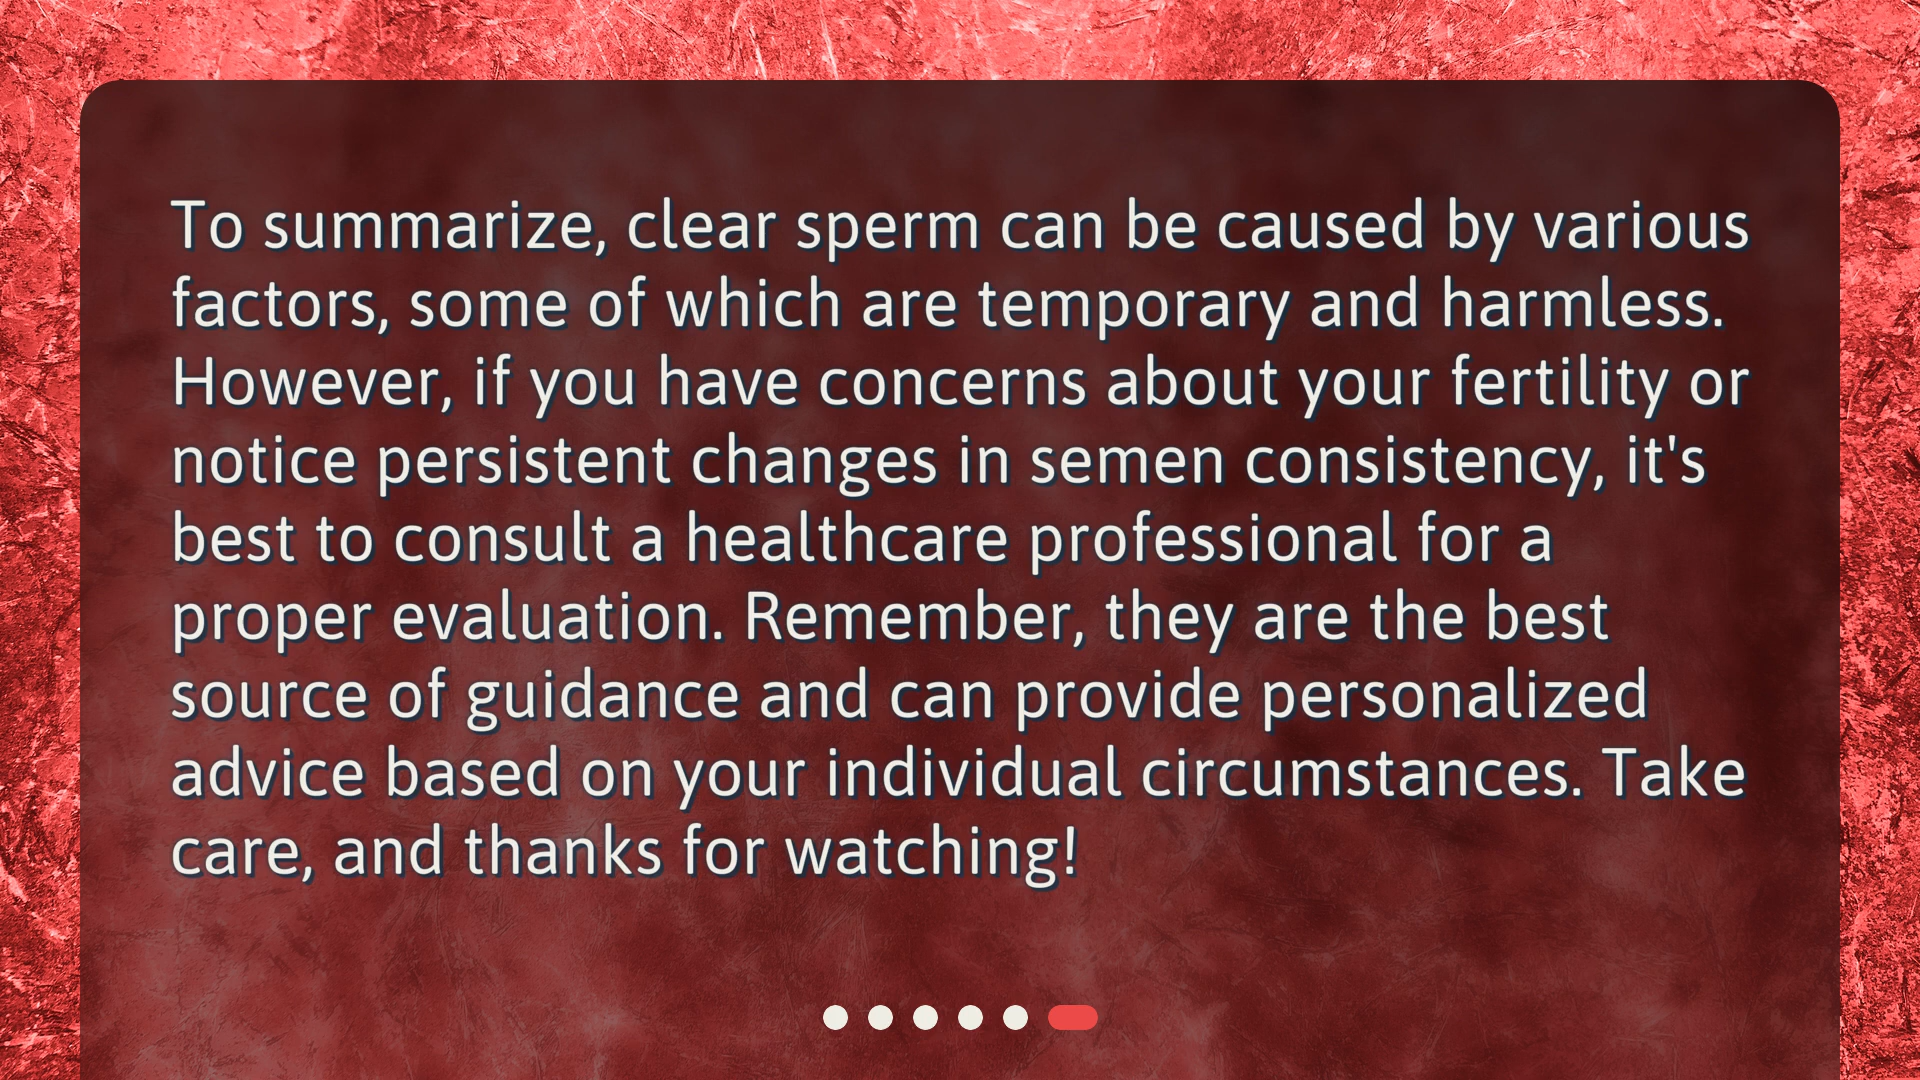 To summarize, clear sperm can be caused by various
factors, some of which are temporary and harmless.
However, if you have concerns about your fertility or
notice persistent changes in semen consistency, it's
best to consult a healthcare professional for a
proper evaluation. Remember, they are the best
source of guidance and can provide personalized
advice based on your individual circumstances. Take
care, and thanks for watching!